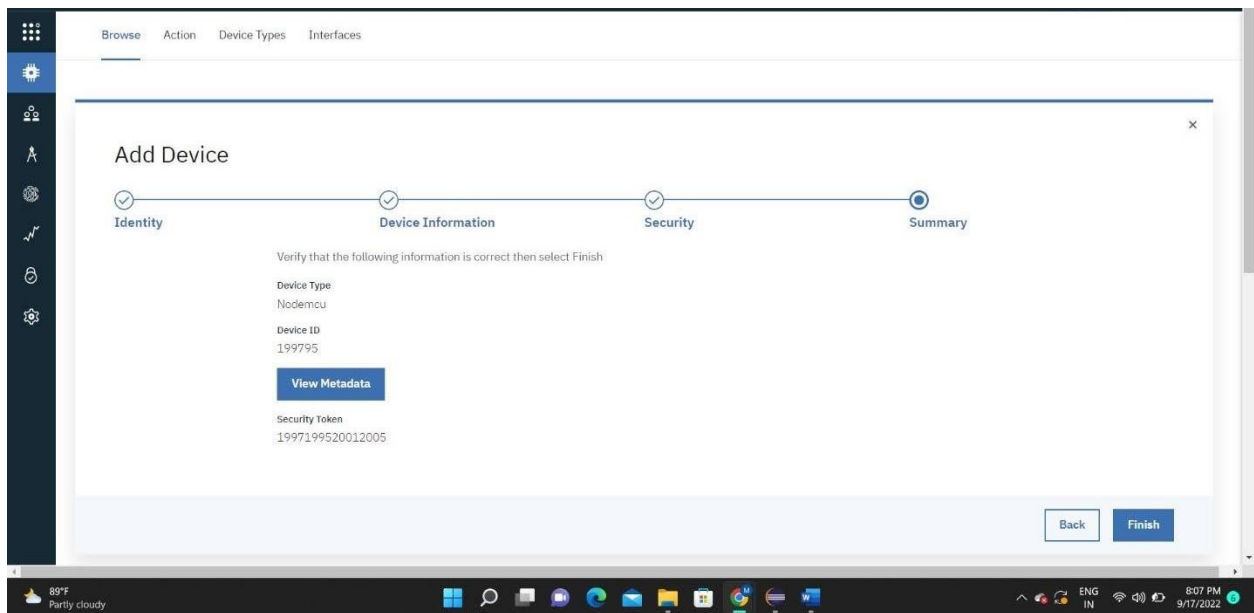 Browse Action Device Types Interfaces
Add Device
Identity Device Information Security Summary
Verify that the following information is correct then select Finish
Device Type
Nodemcu
Device ID
199795
View Metadata
Security Token
1997199520012005
Back Finish
89°F
Partly cloudy
ENG
IN
8:07 PM
9/17/2022
6